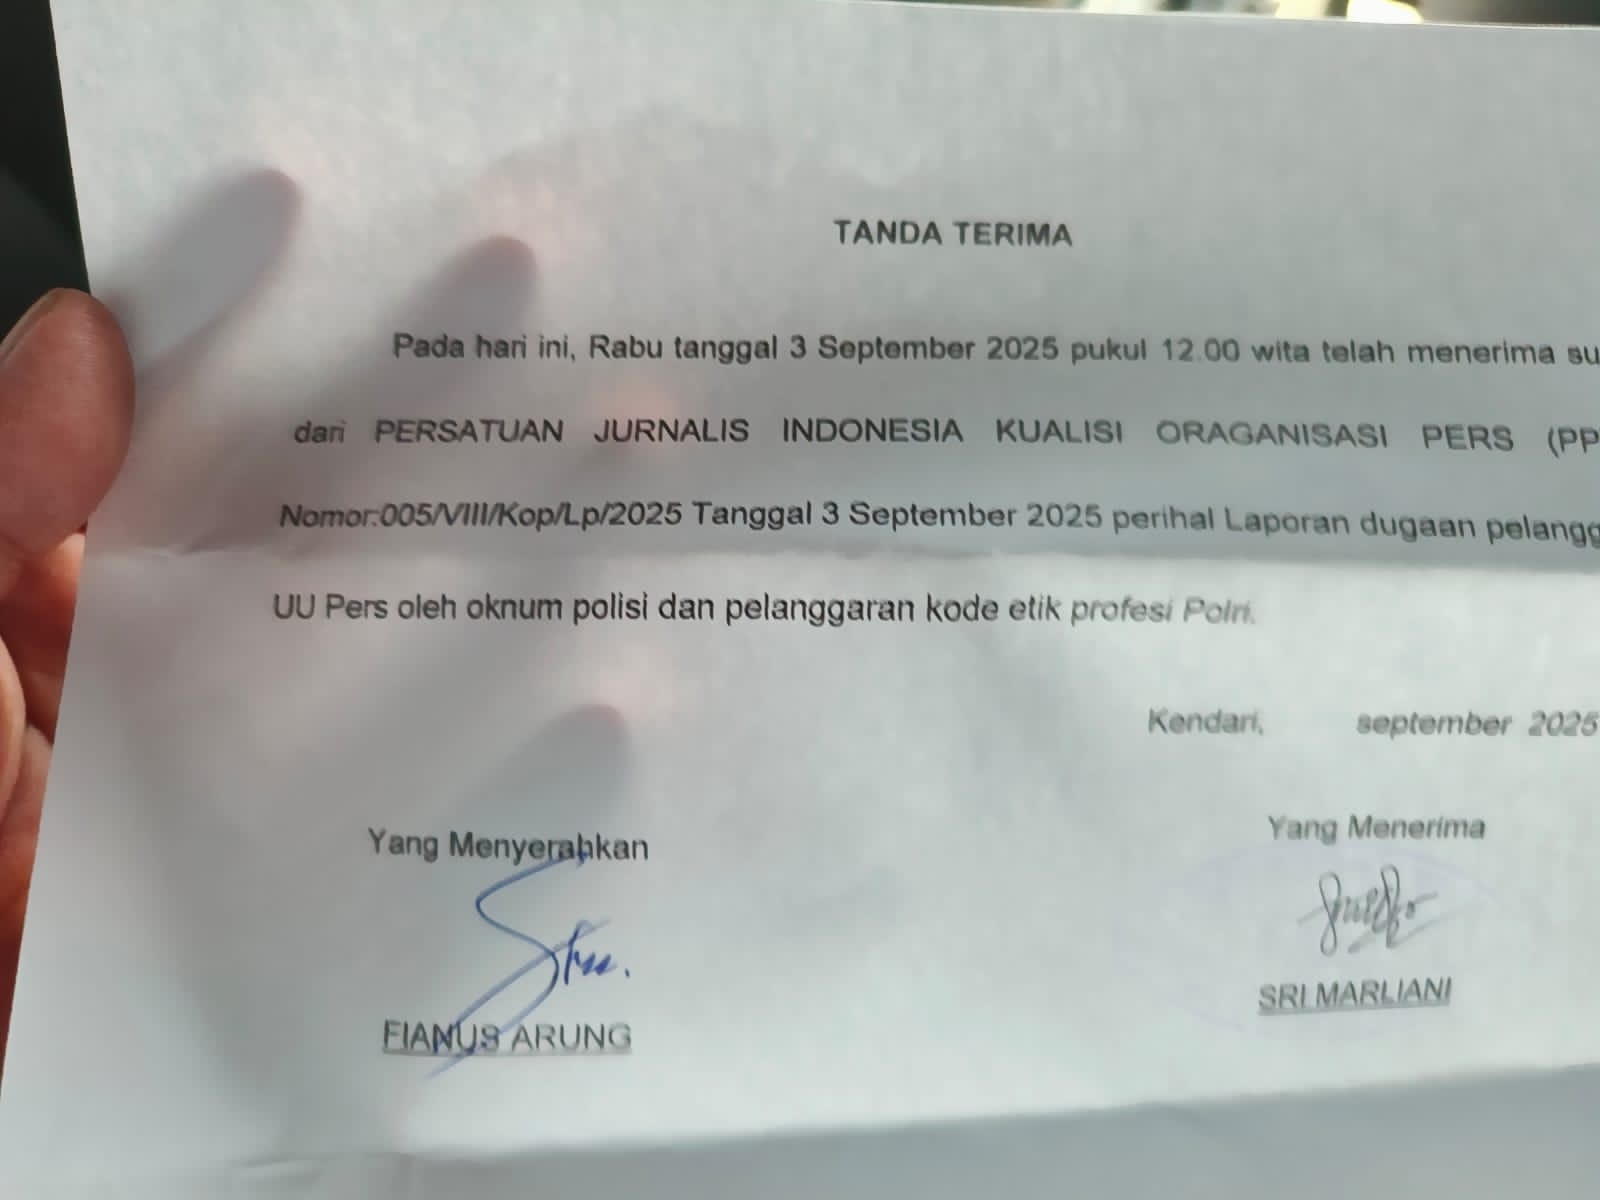 TANDA TERIMA
Pada hari ini, Rabu tanggal 3 September 2025 pukul 12.00 wita telah menerima su
dari PERSATUAN JURNALIS INDONESIA KUALISI ORAGANISASI PERS (PP
Nomor:005/VIII/Kop/Lp/2025 Tanggal 3 September 2025 perihal Laporan dugaan pelangg
UU Pers oleh oknum polisi dan pelanggaran kode etik profesi Polri.
Kendari, september 2025
Yang Menyerahkan Yang Menerima
FIANUS ARUNG SRI MARLIANI